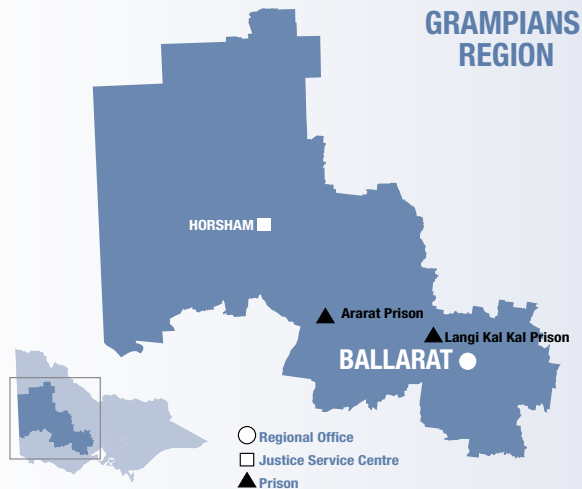 GRAMPIANS
REGION
HORSHAM
Ararat Prison
Langi Kal Kal Prison
BALLARAT
Regional Office
Justice Service Centre
Prison